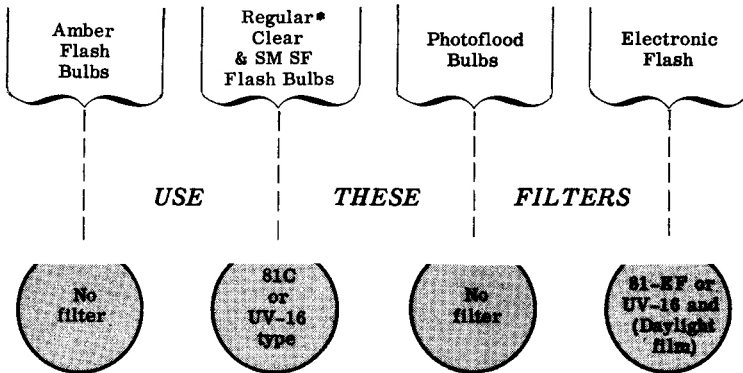 Amber
Flash
Bulbs
Regular*
Clear
& SM SF
Flash Bulbs
Photoflood
Bulbs
Electronic
Flash
USE THESE FILTERS
No
filter
81C
or
UV-16
type
No
filter
81-EF or
UV-16 and
(Daylight
film)